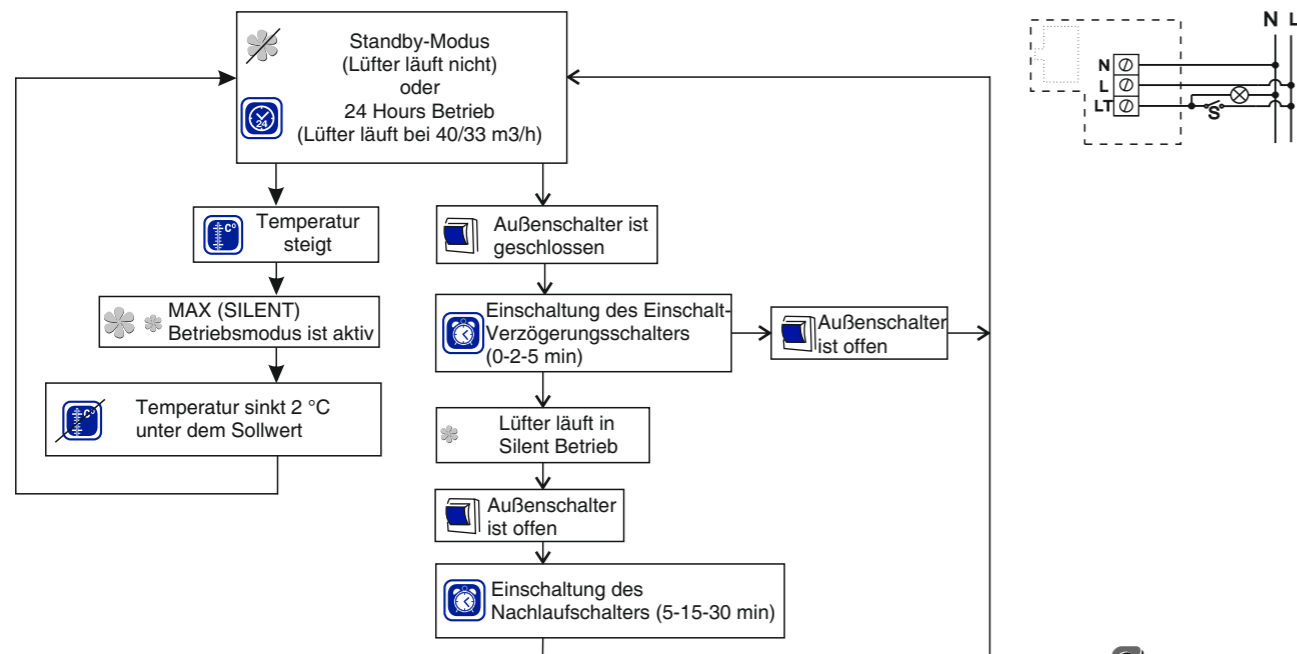 Standby-Modus
(Lüfter läuft nicht)
oder
24 Hours Betrieb
(Lüfter läuft bei 40/33 m3/h)
24
N L
N
L
LT
S
C°
Temperatur
steigt
Außenschalter ist
geschlossen
MAX (SILENT)
Betriebsmodus ist aktiv
Einschaltung des Einschalt-
Verzögerungsschalters
(0-2-5 min)
Außenschalter
ist offen
C°
Temperatur sinkt 2 °C
unter dem Sollwert
Lüfter läuft in
Silent Betrieb
Außenschalter
ist offen
Einschaltung des
Nachlaufschalters (5-15-30 min)